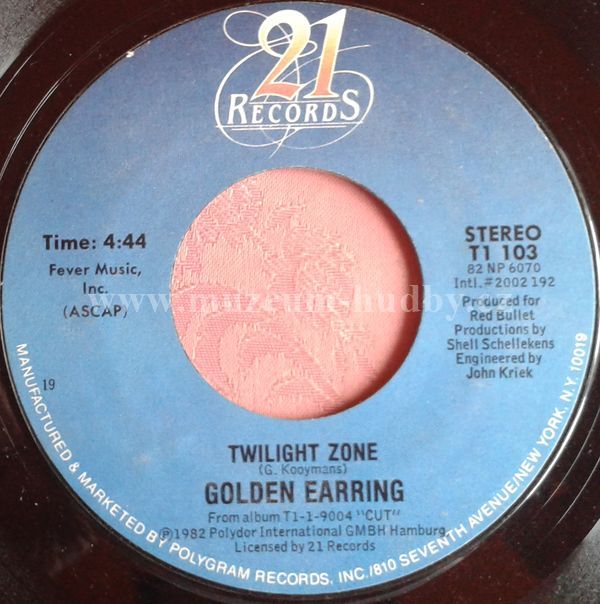 21
RECORDS
Time: 4:44
Fever Music,
Inc.
(ASCAP)
19
STEREO
T1 103
82 NP 6070
Intl. #2002 192
Produced for
Red Bullet
Productions by
Shell Schellekens
Engineered by
John Kriek
www.muzeum-hudby.cz
TWILIGHT ZONE
(G. Kooymans)
GOLDEN EARRING
From album T1-1-9004 "CUT"
℗1982 Polydor International GMBH Hamburg
Licensed by 21 Records
MANUFACTURED & MARKETED BY POLYGRAM RECORDS, INC./810 SEVENTH AVENUE/NEW YORK, N.Y. 10019